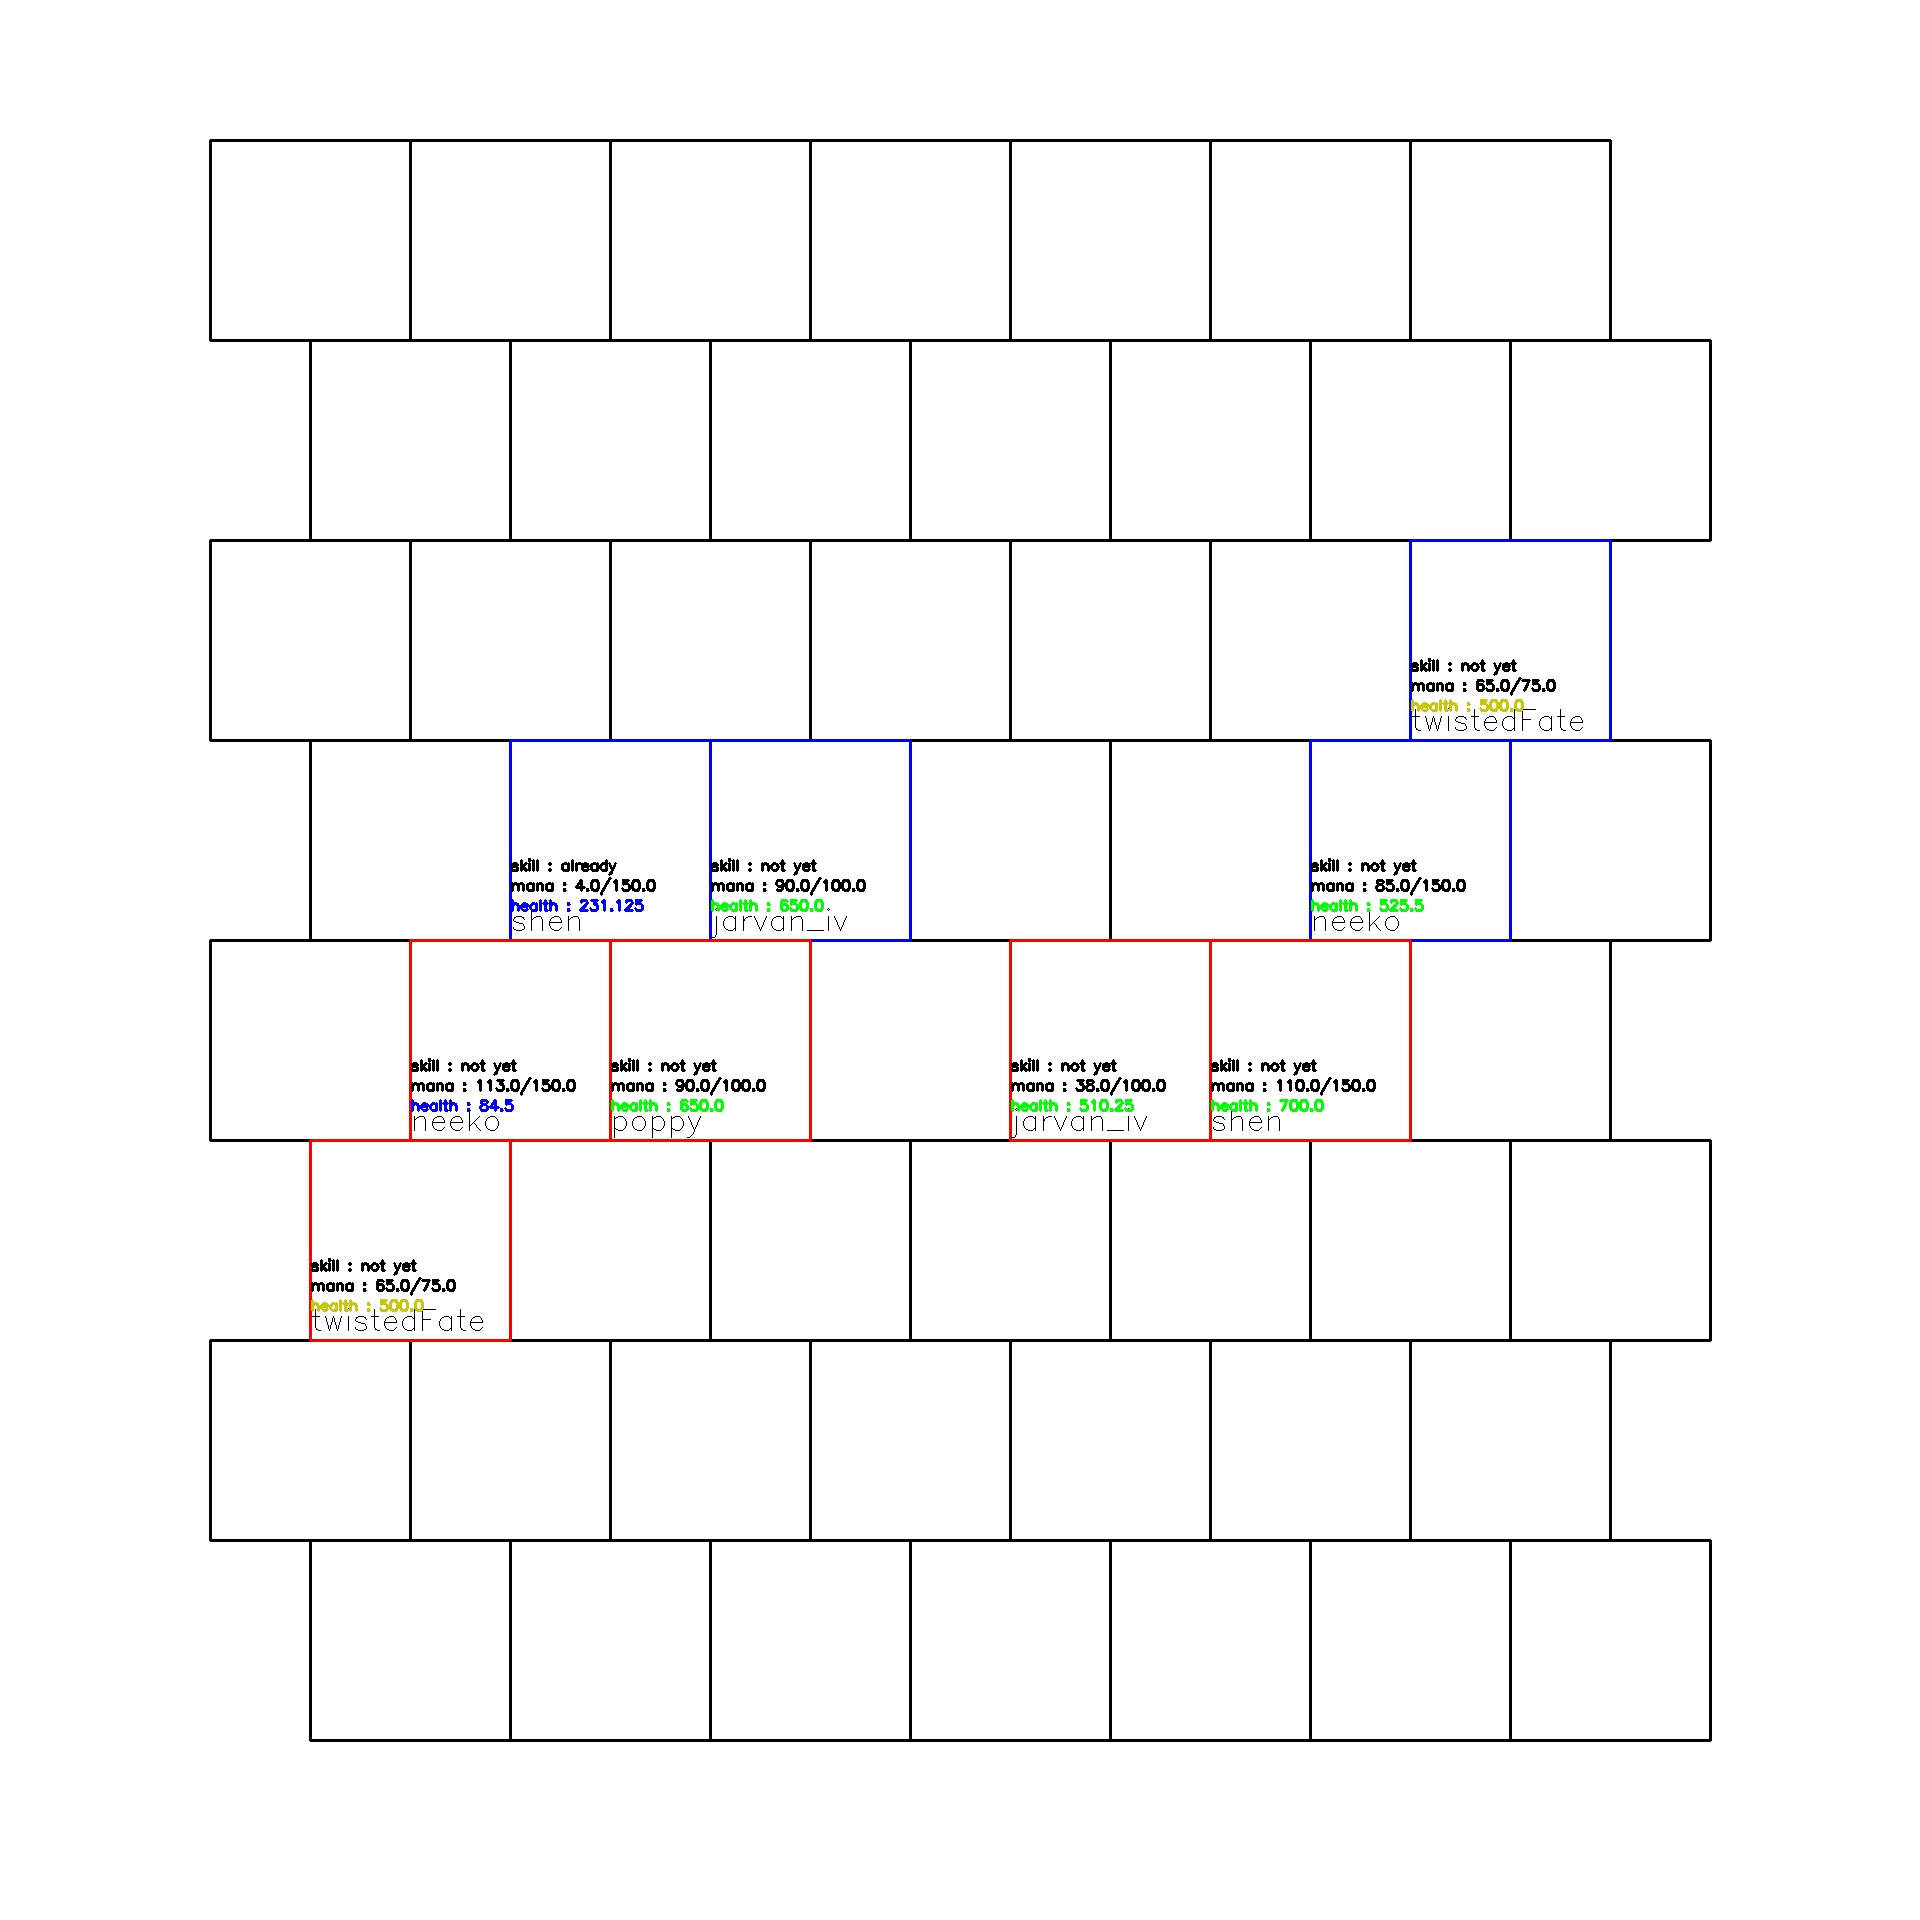 skill : not yet
mana : 65.0/75.0
health : 500.0
twistedFate
skill : already
mana : 4.0/150.0
health : 231.125
shen
skill : not yet
mana : 90.0/100.0
health : 650.0
jarvan_iv
skill : not yet
mana : 85.0/150.0
health : 525.5
neeko
skill : not yet
mana : 113.0/150.0
health : 84.5
neeko
skill : not yet
mana : 90.0/100.0
health : 650.0
poppy
skill : not yet
mana : 38.0/100.0
health : 510.25
jarvan_iv
skill : not yet
mana : 110.0/150.0
health : 700.0
shen
skill : not yet
mana : 65.0/75.0
health : 500.0
twistedFate